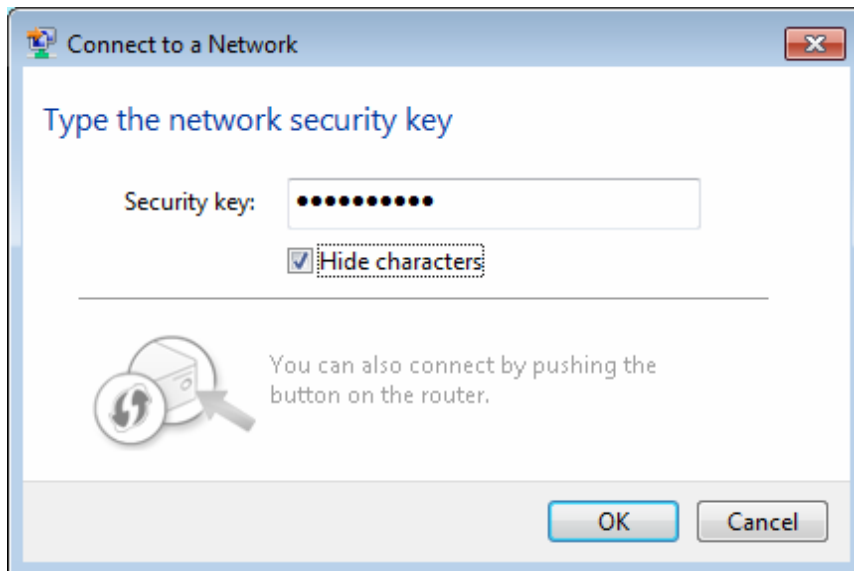 Connect to a Network
Type the network security key
Security key: ••••••••••
Hide characters
You can also connect by pushing the
button on the router.
OK Cancel